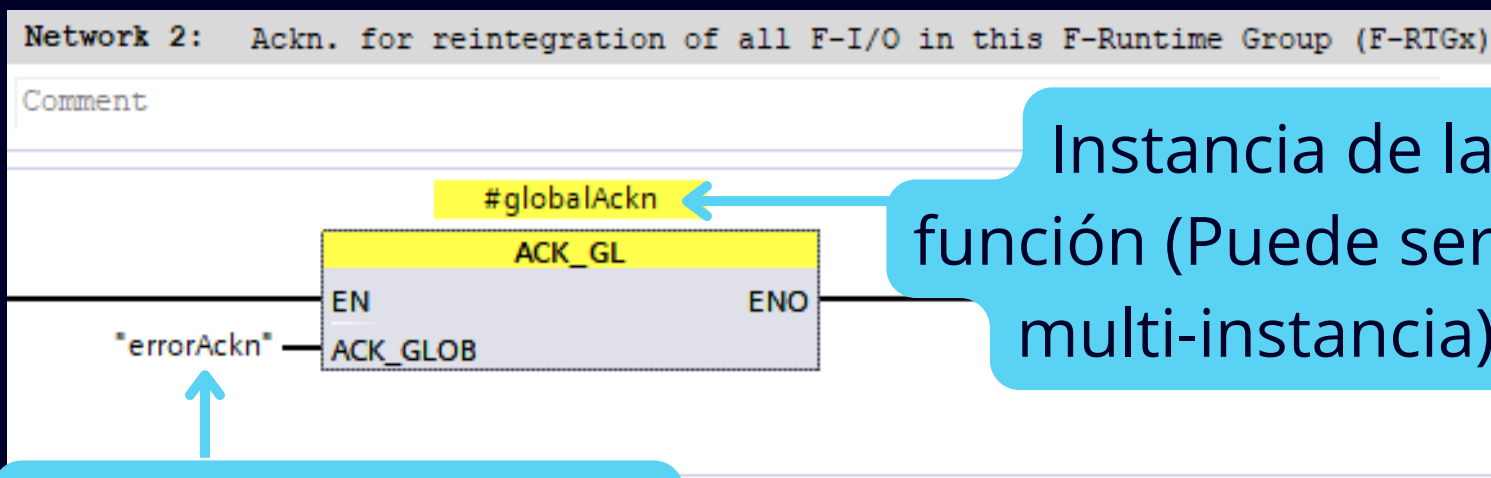 Network 2: Ackn. for reintegration of all F-I/O in this F-Runtime Group (F-RTGx)
Comment
Instancia de la
función (Puede ser
multi-instancia)
#globalAckn
ACK_GL
EN ENO
"errorAckn" ACK_GLOB